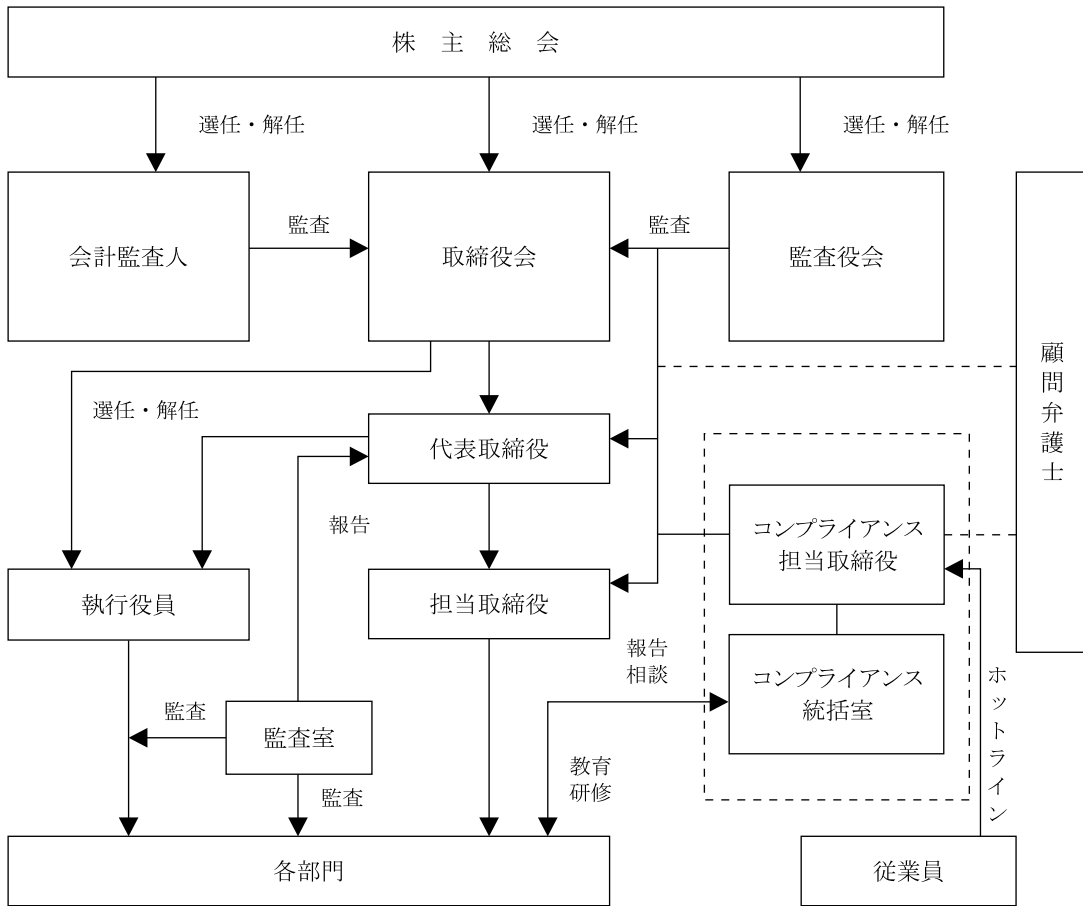 株主総会
選任・解任
選任・解任
選任・解任
会計監査人
監査
取締役会
監査
監査役会
顧問弁護士
選任・解任
代表取締役
報告
コンプライアンス
担当取締役
執行役員
担当取締役
報告
相談
コンプライアンス
統括室
ホットライン
監査
監査室
監査
教育
研修
各部門
従業員